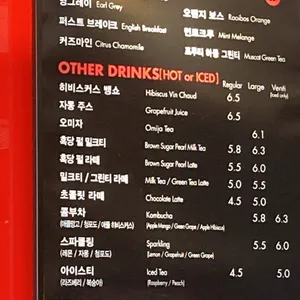 얼그레이 Earl Grey
오렌지 보스 Rooibos Orange
퍼스트 브레이크 English Breakfast
민트크루 Mint Melange
커즈마인 Citrus Chamomile
프루티 하동 그린티 Muscat Green Tea
OTHER DRINKS[HOT or ICED] Regular Large Venti
(Iced only)
히비스커스 뱅쇼 Hibiscus Vin Chaud 6.5
자몽 주스 Grapefruit Juice 6.5
오미자 Omija Tea 6.1
흑당 펄 밀크티 Brown Sugar Pearl Milk Tea 5.8 6.3
흑당 펄 라떼 Brown Sugar Pearl Latte 5.5 6.0
밀크티 / 그린티 라떼 Milk Tea / Green Tea Latte 5.0 5.5
초콜릿 라떼 Chocolate Latte 4.5 5.0
콤부차 Kombucha 5.8 6.3
(애플망고 / 청포도 / 애플 히비스커스) (Apple Mango / Green Grape / Apple Hibiscus)
스파클링 Sparkling 5.5 6.0
(레몬 / 자몽 / 청포도) (Lemon / Grapefruit / Green Grape)
아이스티 Iced Tea 4.5 5.0
(라즈베리 / 복숭아) (Raspberry / Peach)